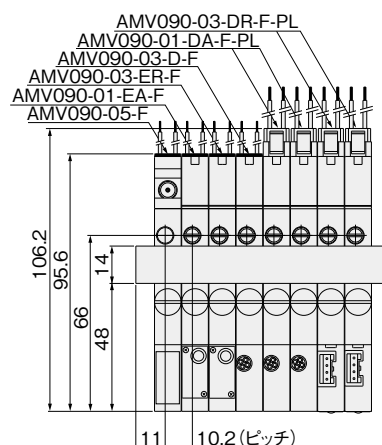 AMV090-03-DR-F-PL
AMV090-01-DA-F-PL
AMV090-03-D-F
AMV090-03-ER-F
AMV090-01-EA-F
AMV090-05-F
106.2
95.6
66
14
48
11
10.2(ピッチ)